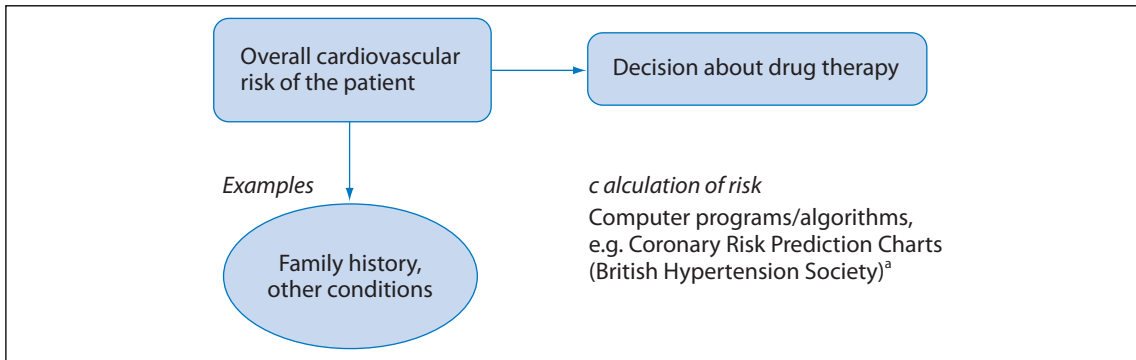 Overall cardiovascular
risk of the patient
Decision about drug therapy
Examples
Family history,
other conditions
c alculation of risk
Computer programs/algorithms,
e.g. Coronary Risk Prediction Charts
(British Hypertension Society)ᵃ